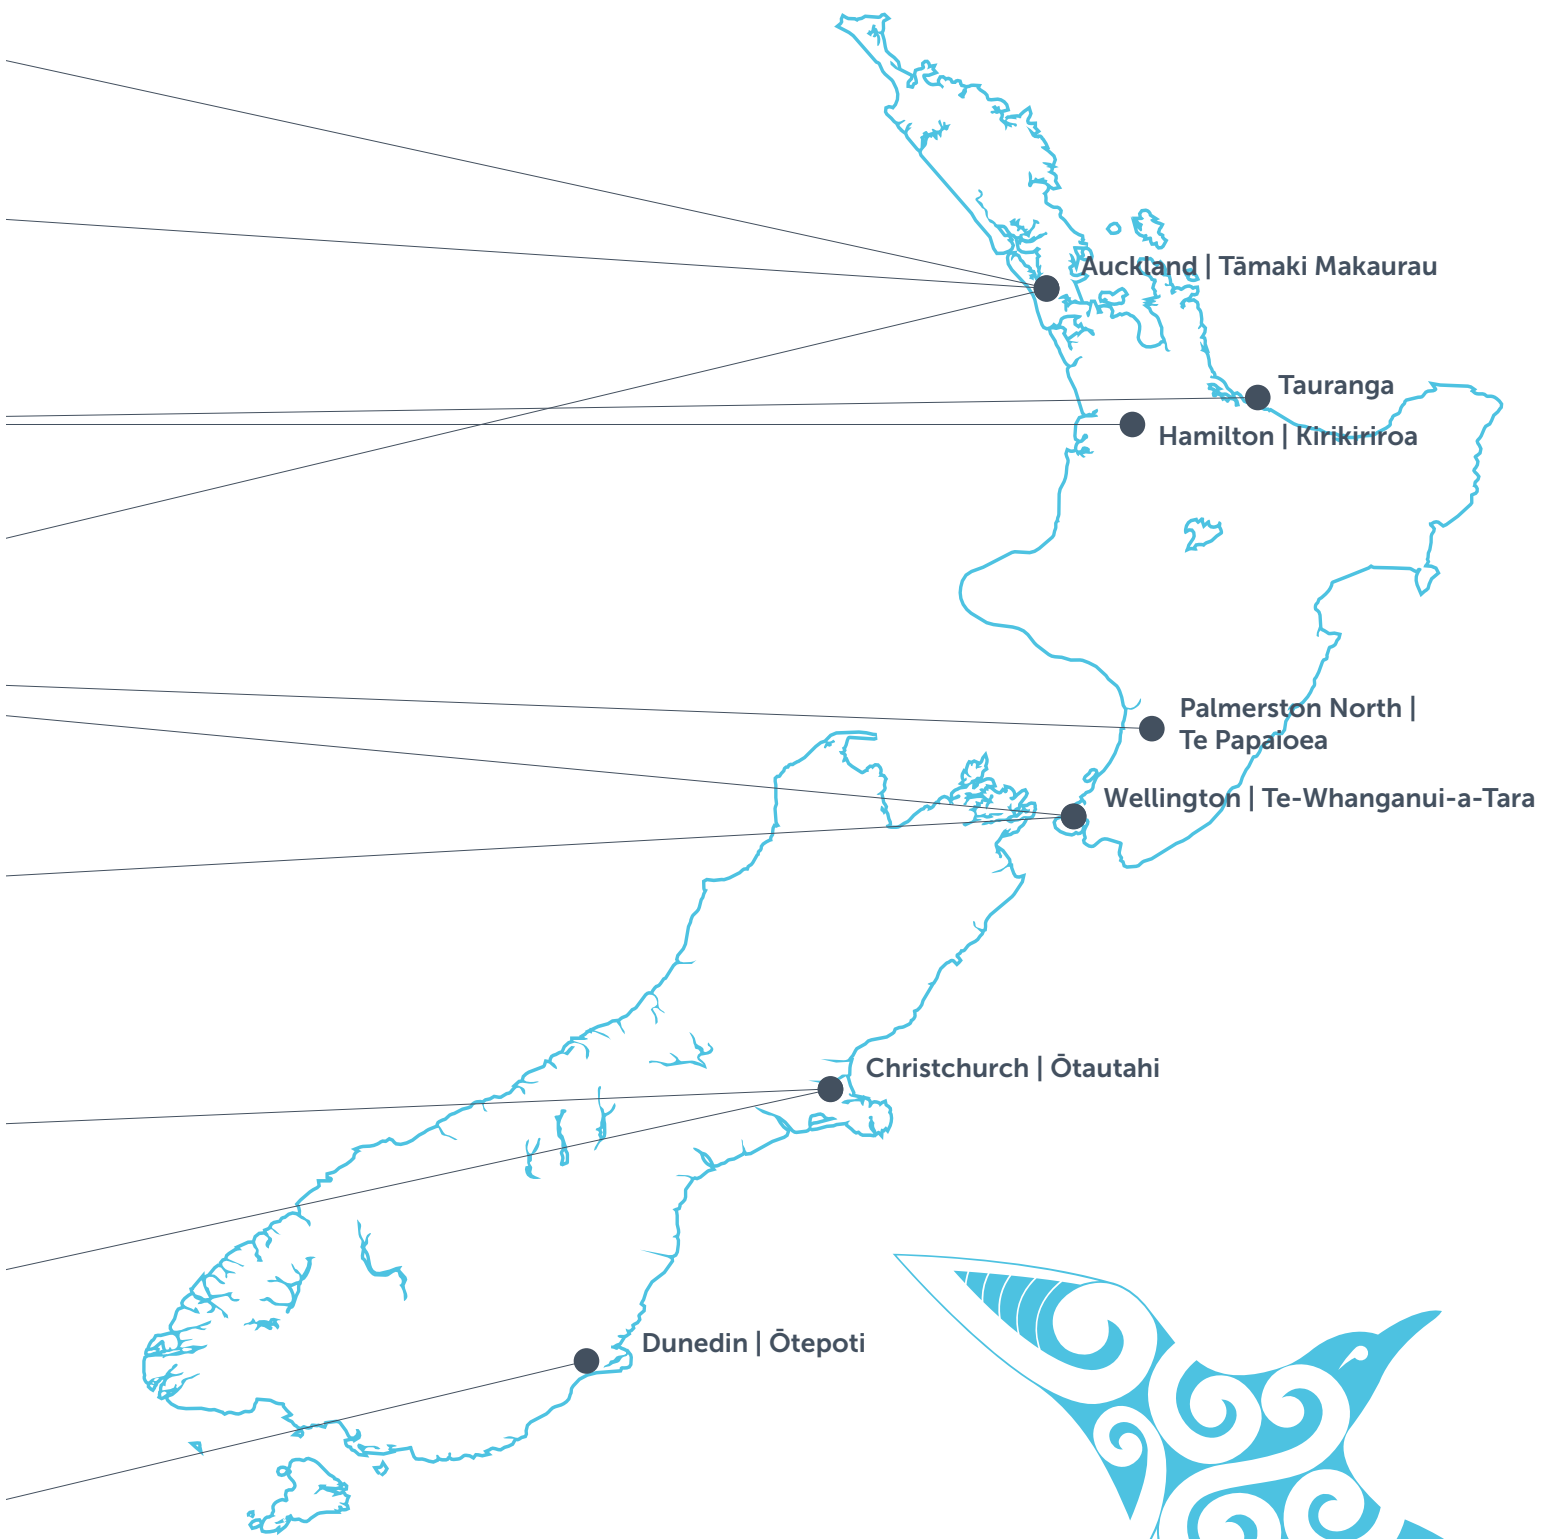 Auckland | Tāmaki Makaurau
Tauranga
Hamilton | Kirikiriroa
Palmerston North |
Te Papaioea
Wellington | Te-Whanganui-a-Tara
Christchurch | Ōtautahi
Dunedin | Ōtepoti